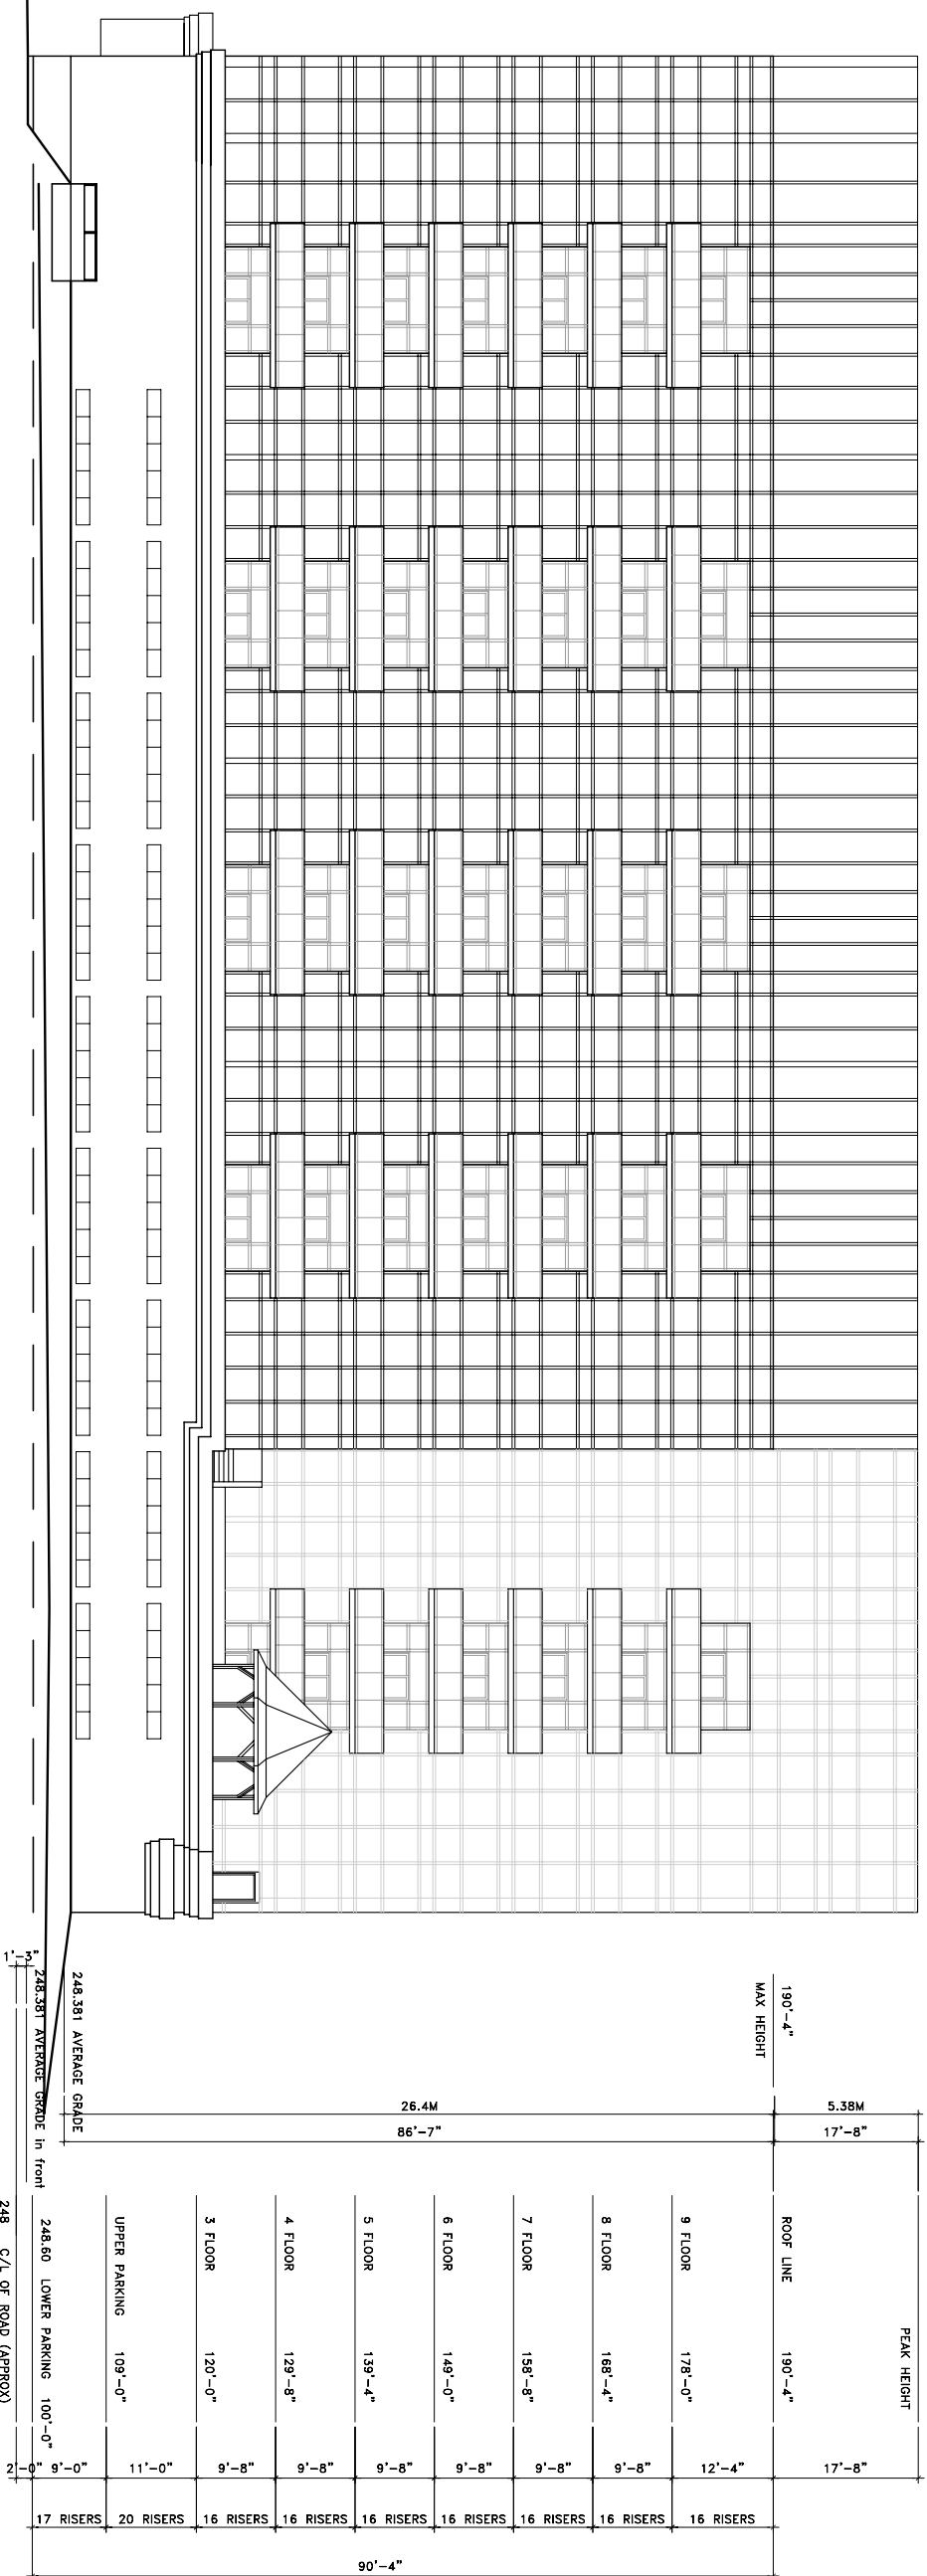 PEAK HEIGHT
190'-4"
MAX HEIGHT
5.38M
17'-8"
26.4M
86'-7"
ROOF LINE 190'-4"
17'-8"
9 FLOOR 178'-0"
12'-4"
16 RISERS
8 FLOOR 168'-4"
9'-8"
16 RISERS
7 FLOOR 158'-8"
9'-8"
16 RISERS
6 FLOOR 149'-0"
9'-8"
16 RISERS
5 FLOOR 139'-4"
9'-8"
16 RISERS
4 FLOOR 129'-8"
9'-8"
16 RISERS
3 FLOOR 120'-0"
9'-8"
16 RISERS
UPPER PARKING 109'-0"
11'-0"
20 RISERS
248.381 AVERAGE GRADE
248.60 LOWER PARKING 100'-0"
9'-0"
17 RISERS
248.381 AVERAGE GRADE in front
1'-3"
248 C/L OF ROAD (APPROX)
2'-0"
90'-4"